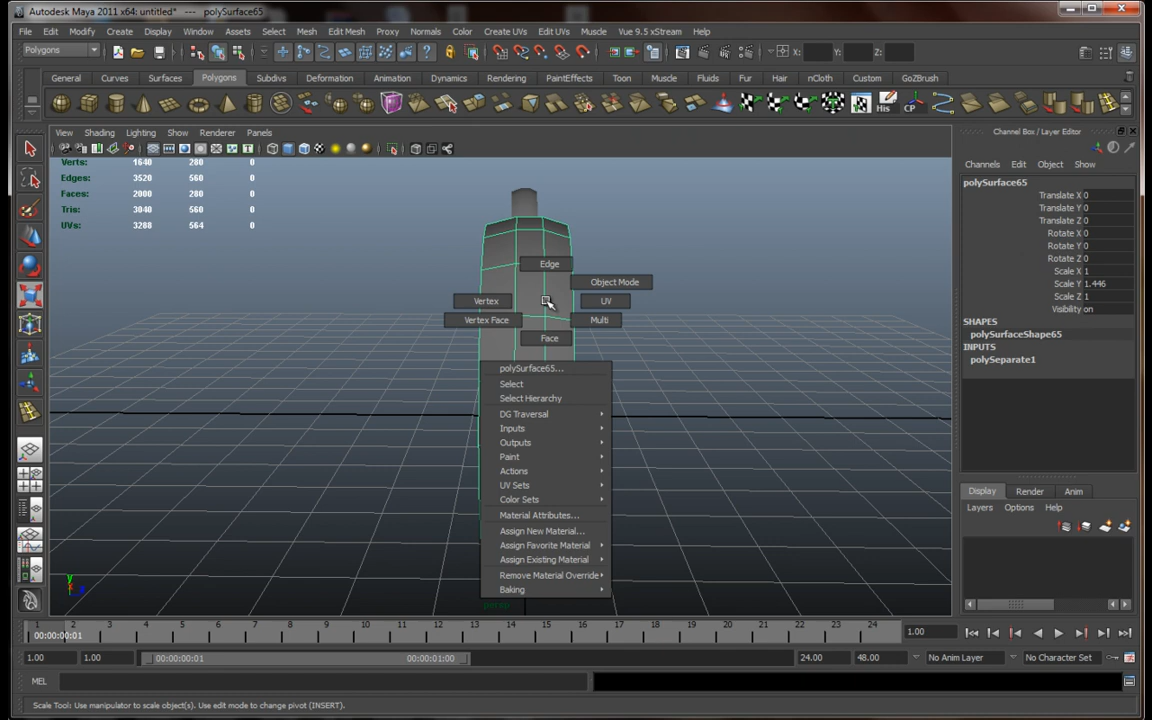 Autodesk Maya 2011 x64: untitled* --- polySurface65
File Edit Modify Create Display Window Assets Select Mesh Edit Mesh Proxy Normals Color Create UVs Edit UVs Muscle Vue 9.5 xStream Help
Polygons
X: Y: Z:
General Curves Surfaces Polygons Subdivs Deformation Animation Dynamics Rendering PaintEffects Toon Muscle Fluids Fur Hair nCloth Custom GoZBrush
His CP
View Shading Lighting Show Renderer Panels
Verts: 1640 280 0
Edges: 3520 560 0
Faces: 2000 280 0
Tris: 3040 560 0
UVs: 3288 564 0
Edge
Object Mode
Vertex
UV
Vertex Face
Multi
Face
polySurface65...
Select
Select Hierarchy
DG Traversal
Inputs
Outputs
Paint
Actions
UV Sets
Color Sets
Material Attributes...
Assign New Material...
Assign Favorite Material
Assign Existing Material
Remove Material Override
Baking
persp
y
Channel Box / Layer Editor
Channels Edit Object Show
polySurface65
Translate X 0
Translate Y 0
Translate Z 0
Rotate X 0
Rotate Y 0
Rotate Z 0
Scale X 1
Scale Y 1.446
Scale Z 1
Visibility on
SHAPES
polySurfaceShape65
INPUTS
polySeparate1
Display Render Anim
Layers Options Help
1 2 3 4 5 6 7 8 9 10 11 12 13 14 15 16 17 18 19 20 21 22 23 24
00:00:00:01
1.00
1.00 1.00 00:00:00:01 00:00:01:00 24.00 48.00 No Anim Layer No Character Set
MEL
Scale Tool: Use manipulator to scale object(s). Use edit mode to change pivot (INSERT).